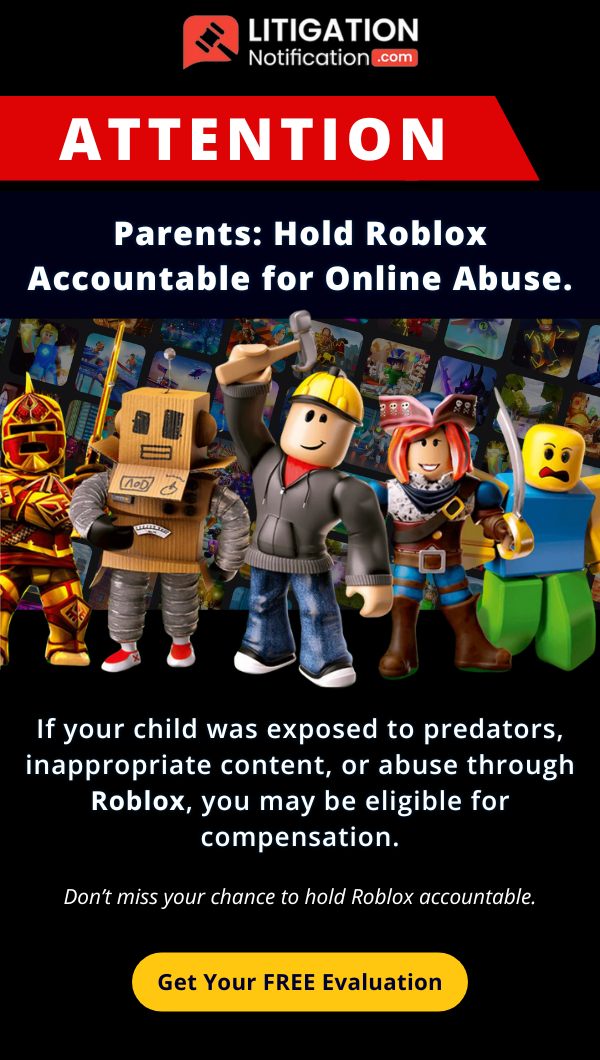 LITIGATION
Notification.com
ATTENTION
Parents: Hold Roblox
Accountable for Online Abuse.
If your child was exposed to predators,
inappropriate content, or abuse through
Roblox, you may be eligible for
compensation.
Don’t miss your chance to hold Roblox accountable.
Get Your FREE Evaluation